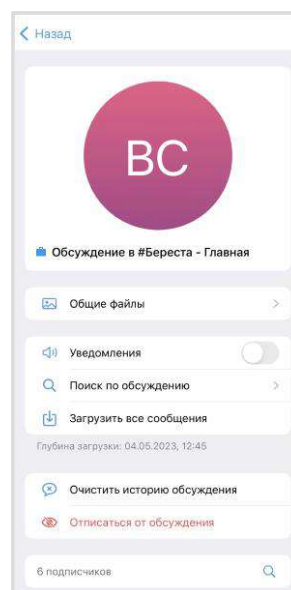 Назад
ВС
Обсуждение в #Береста - Главная
Общие файлы
Уведомления
Поиск по обсуждению
Загрузить все сообщения
Глубина загрузки: 04.05.2023, 12:45
Очистить историю обсуждения
Отписаться от обсуждения
6 подписчиков